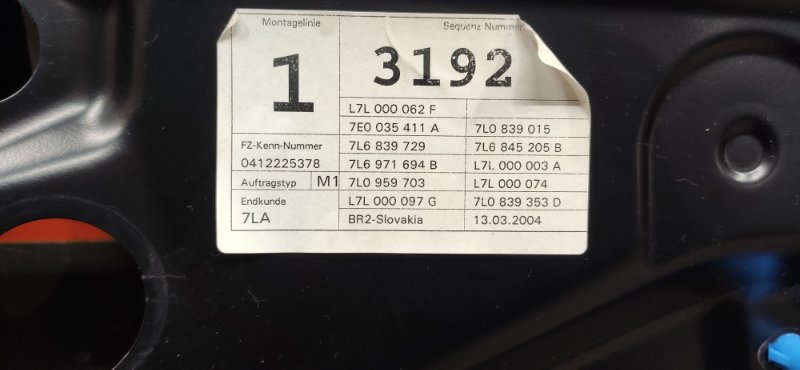 Montagelinie
Sequenz Nummer
1
3192
L7L 000 062 F
7E0 035 411 A 7L0 839 015
FZ-Kenn-Nummer
7L6 839 729 7L6 845 205 B
0412225378
7L6 971 694 B L7L 000 003 A
Auftragstyp M1
7L0 959 703 L7L 000 074
Endkunde
L7L 000 097 G 7L0 839 353 D
7LA
BR2-Slovakia 13.03.2004